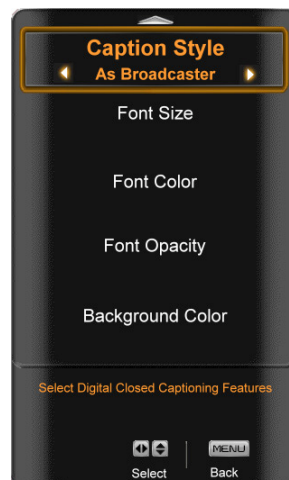 Caption Style
As Broadcaster
Font Size
Font Color
Font Opacity
Background Color
Select Digital Closed Captioning Features
MENU
Select Back